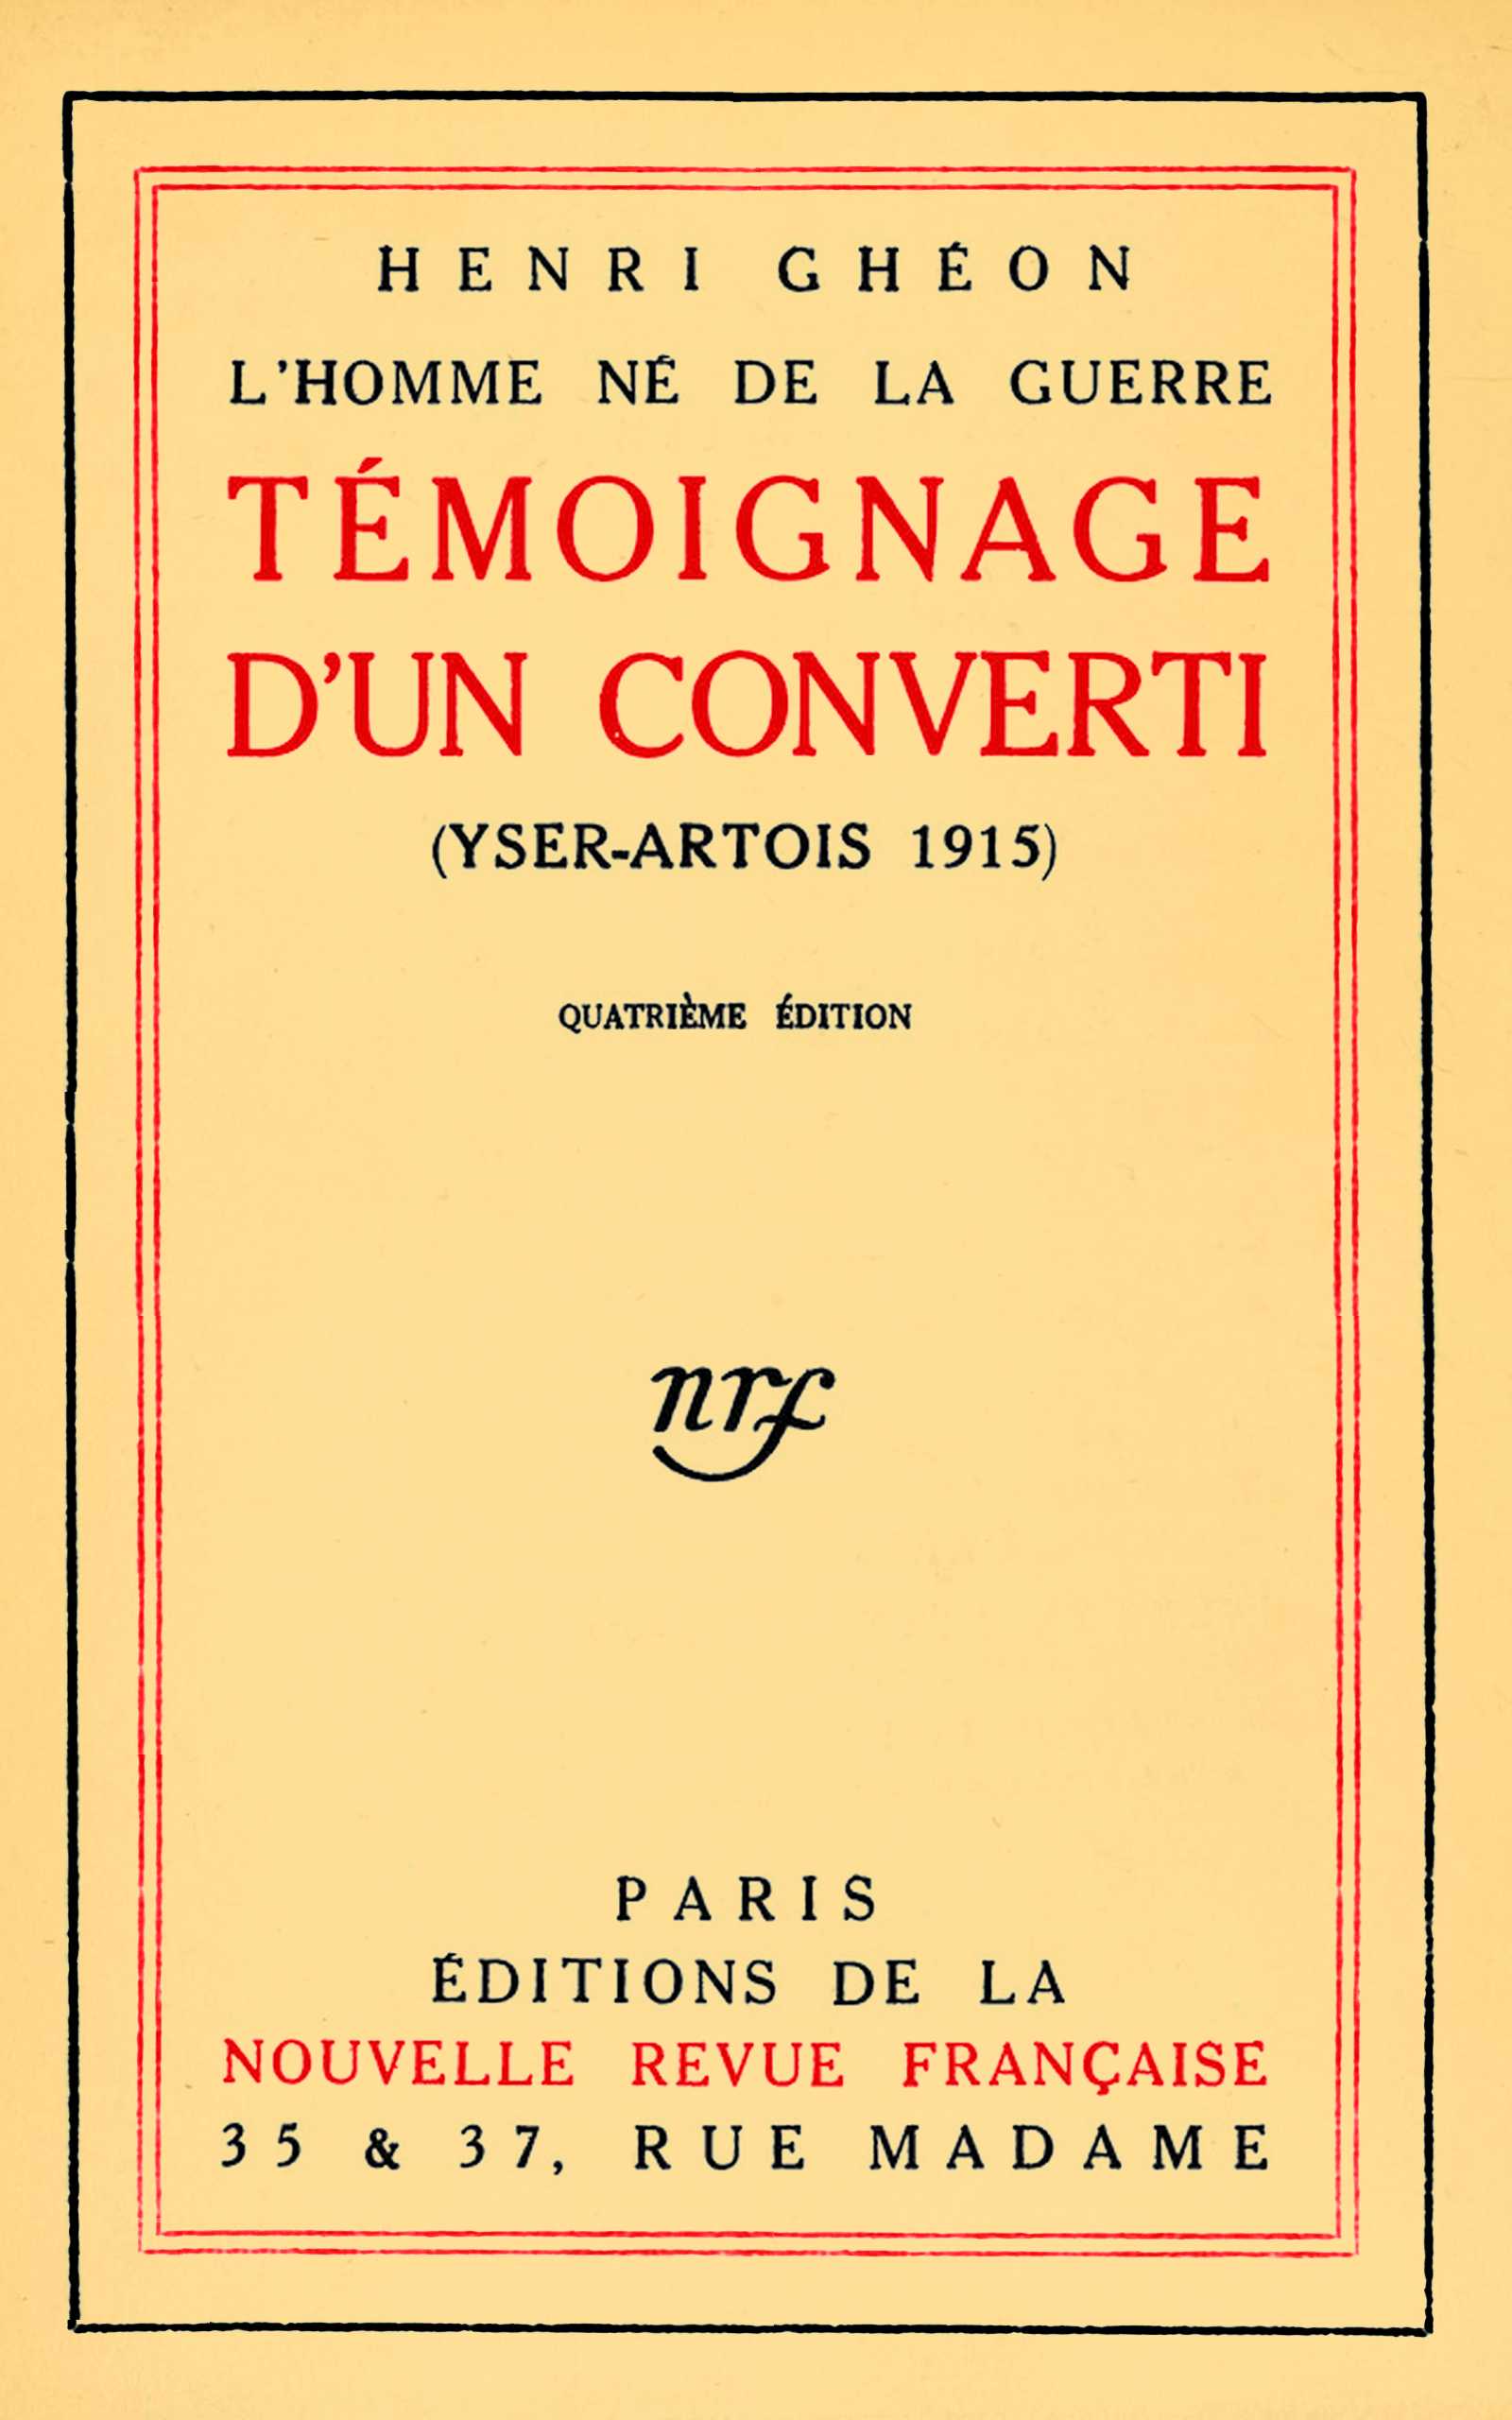 HENRI GHÉON
L'HOMME NÉ DE LA GUERRE
TÉMOIGNAGE
D'UN CONVERTI
(YSER-ARTOIS 1915)
QUATRIÈME ÉDITION
nrf
PARIS
ÉDITIONS DE LA
NOUVELLE REVUE FRANÇAISE
35 & 37, RUE MADAME